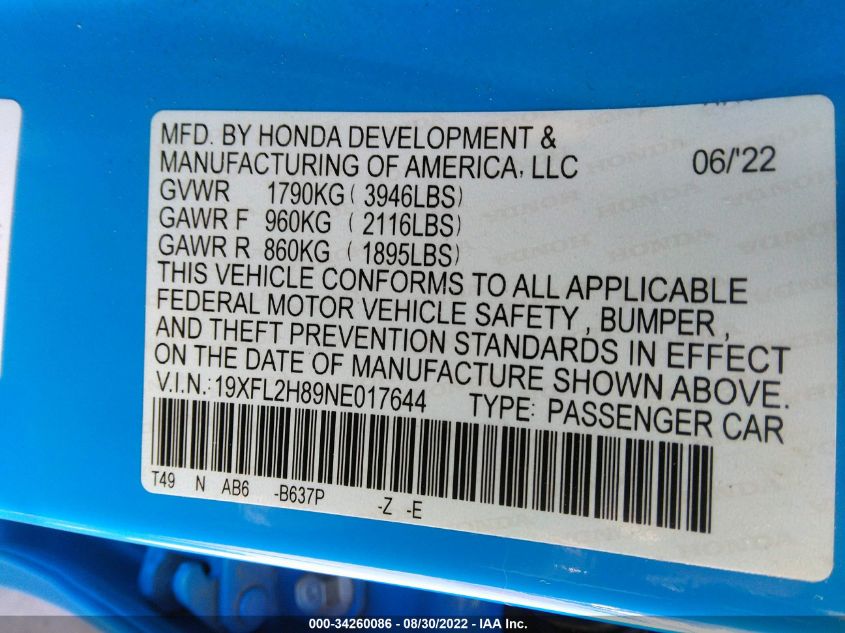 MFD. BY HONDA DEVELOPMENT &
MANUFACTURING OF AMERICA, LLC 06/'22
GVWR 1790KG ( 3946LBS)
GAWR F 960KG ( 2116LBS)
GAWR R 860KG ( 1895LBS)
THIS VEHICLE CONFORMS TO ALL APPLICABLE
FEDERAL MOTOR VEHICLE SAFETY , BUMPER ,
AND THEFT PREVENTION STANDARDS IN EFFECT
ON THE DATE OF MANUFACTURE SHOWN ABOVE.
V.I.N.: 19XFL2H89NE017644 TYPE: PASSENGER CAR
T49 N AB6 -B637P -Z -E
000-34260086 - 08/30/2022 - IAA Inc.